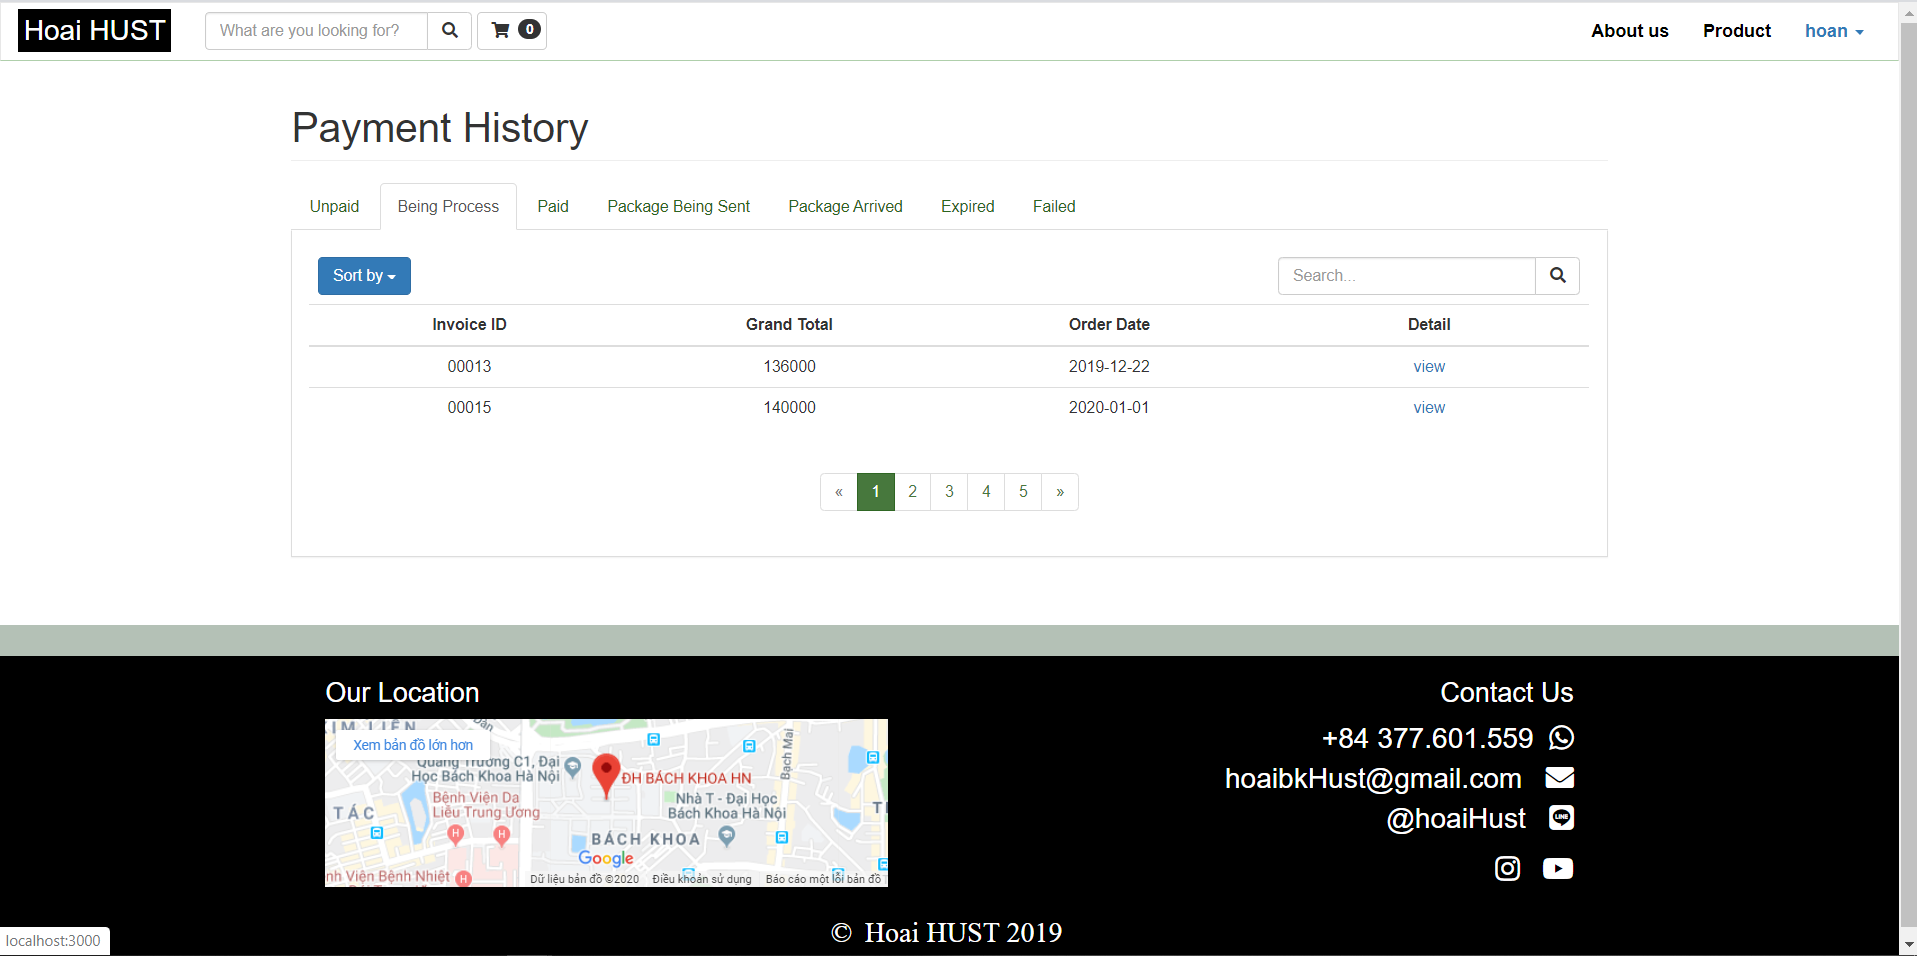 Hoai HUST
What are you looking for?
0
About us
Product
hoan
Payment History
Unpaid
Being Process
Paid
Package Being Sent
Package Arrived
Expired
Failed
Sort by
Search...
Invoice ID Grand Total Order Date Detail
00013 136000 2019-12-22 view
00015 140000 2020-01-01 view
« 1 2 3 4 5 »
Our Location
KIM LIÊN
Xem bản đồ lớn hơn
Quảng Trường C1, Đại
Học Bách Khoa Hà Nội
ĐH BÁCH KHOA HN
Bạch Mai
Bệnh Viện Da
Liễu Trung Ương
Nhà T - Đại Học
Bách Khoa Hà Nội
TÁC
H
H
BÁCH KHOA
Google
nh Viện Bệnh Nhiệt
H
Dữ liệu bản đồ ©2020
Điều khoản sử dụng
Báo cáo một lỗi bản đồ
Contact Us
+84 377.601.559
hoaibkHust@gmail.com
@hoaiHust
LINE
© Hoai HUST 2019
localhost:3000